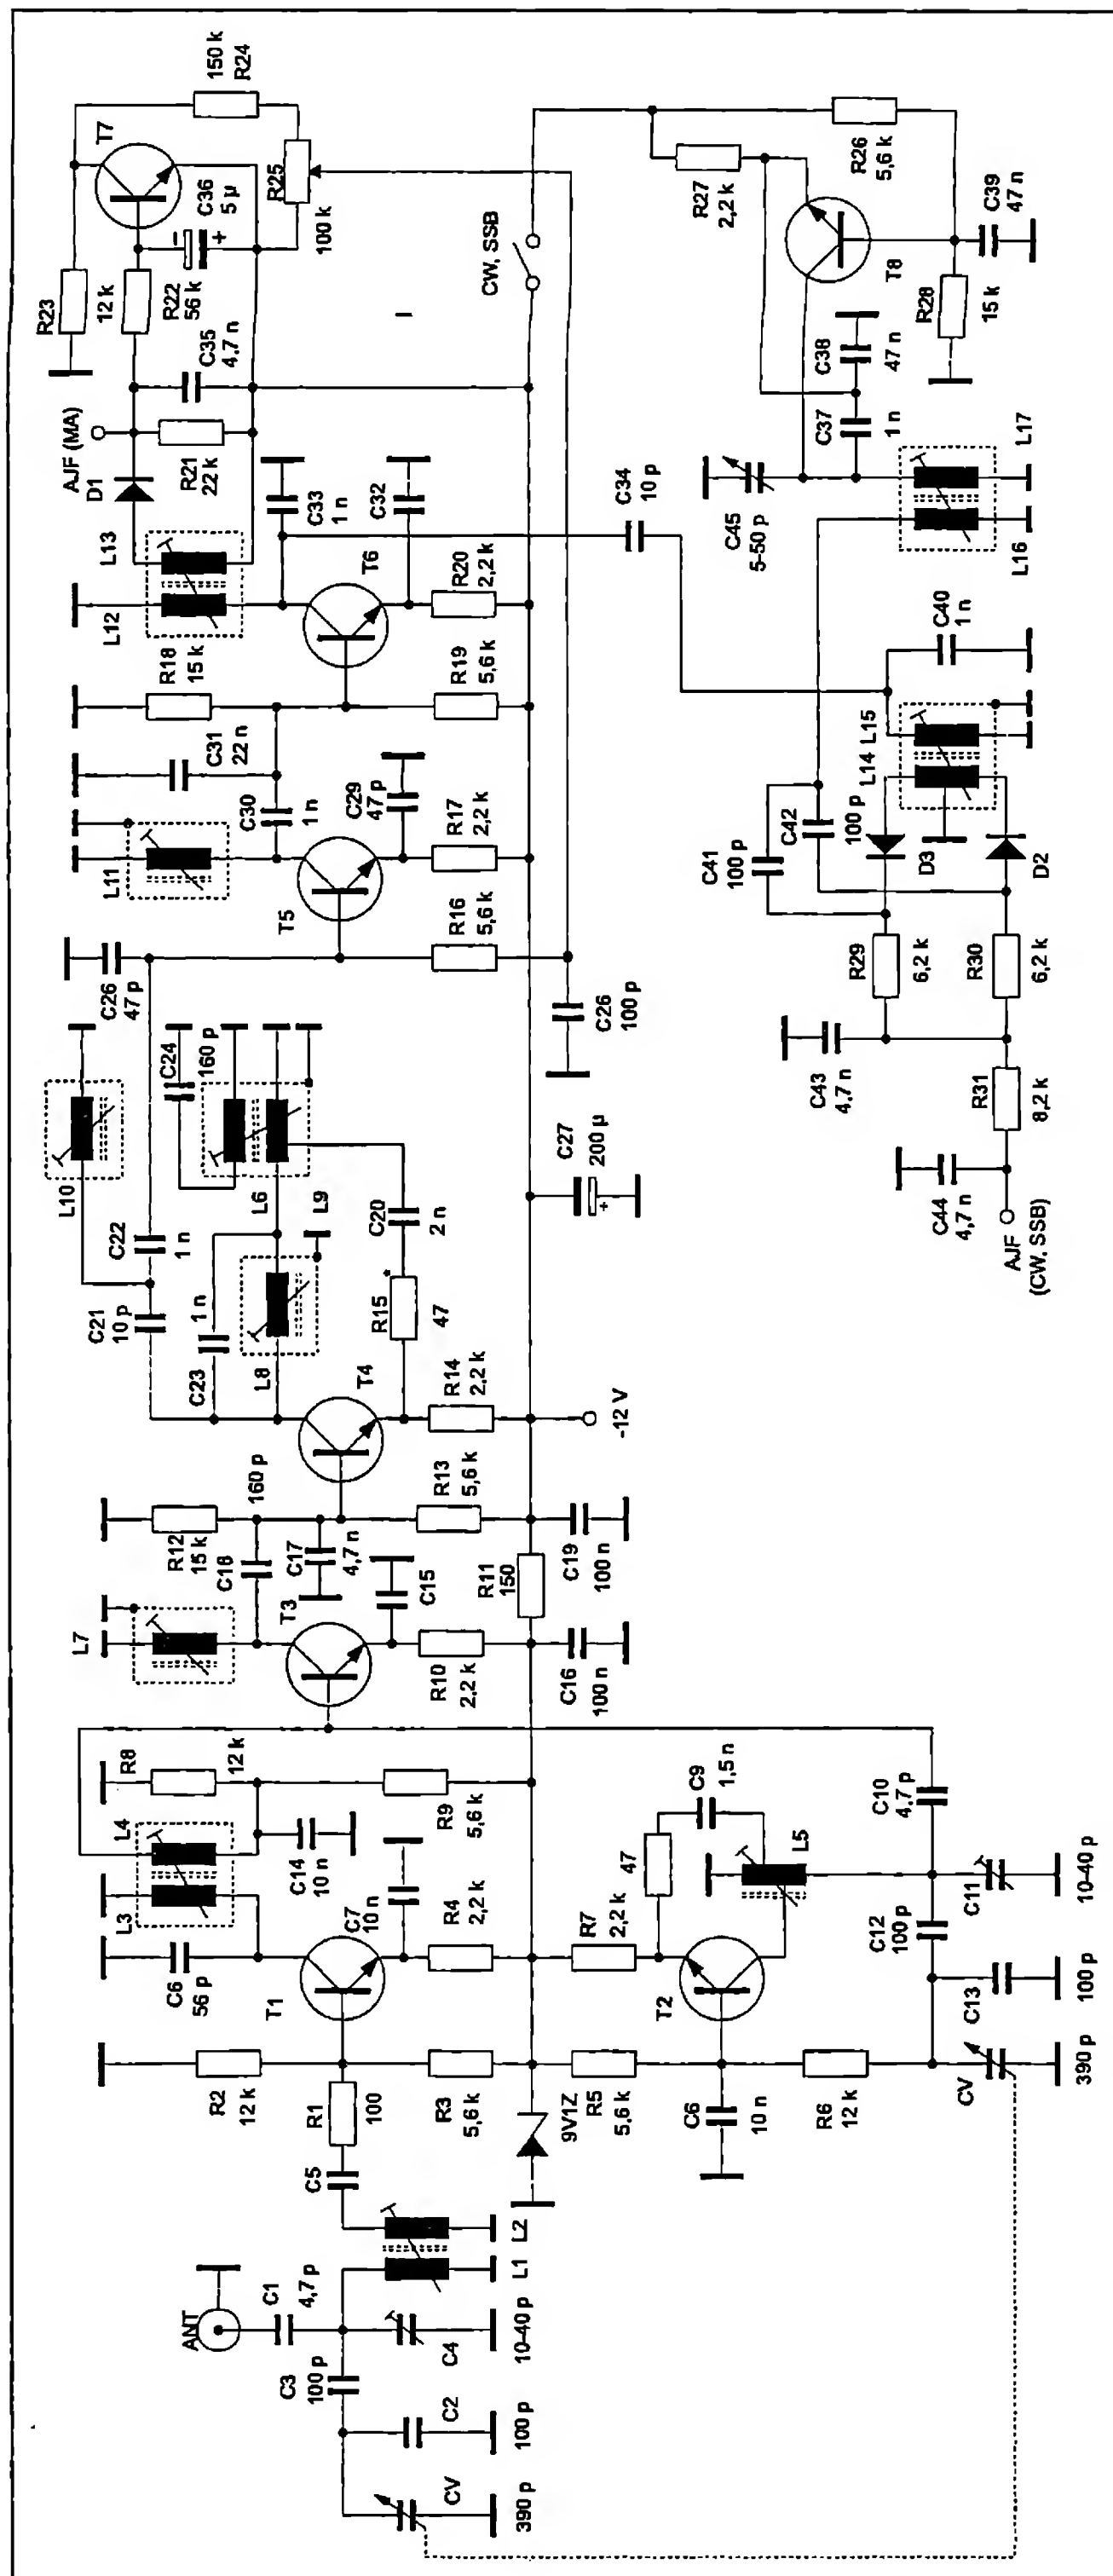 ANT
C1
4,7 p
C3
100 p
C2
100 p
CV
390 p
C4
10-40 p
L1
L2
C5
R1
100
R2
12 k
R3
5,6 k
9V1Z
R5
5,6 k
C6
10 n
R6
12 k
CV
390 p
C13
100 p
C12
100 p
C11
10-40 p
C10
4,7 p
T1
C6
56 p
L3
L4
C7
10 n
R4
2,2 k
R7
2,2 k
T2
47
C9
1,5 n
L5
R8
12 k
C14
10 n
R9
5,6 k
L7
T3
C15
R10
2,2 k
C16
100 n
R11
150
C19
100 n
R12
15 k
C18
160 p
C17
4,7 n
R13
5,6 k
T4
R14
2,2 k
-12 V
R15
*
47
C20
2 n
L8
C23
1 n
L9
L6
C24
160 p
C21
10 p
C22
1 n
L10
C27
200 µ
C26
47 p
C26
100 p
T5
R16
5,6 k
R17
2,2 k
L11
C30
1 n
C29
47 p
C31
22 n
R18
15 k
R19
5,6 k
R20
2,2 k
T6
C32
C33
1 n
L12
L13
D1
AJF (MA)
R21
22 k
C35
4,7 n
R22
56 k
12 k
R23
C36
5 µ
T7
R24
150 k
R25
100 k
CW, SSB
C34
10 p
C45
5-50 p
C37
1 n
C38
47 n
T8
R27
2,2 k
R26
5,6 k
R28
15 k
C39
47 n
L17
L16
C40
1 n
L15
L14
C41
100 p
C42
100 p
D3
D2
R29
6,2 k
R30
6,2 k
C43
4,7 n
R31
8,2 k
C44
4,7 n
AJF
(CW, SSB)